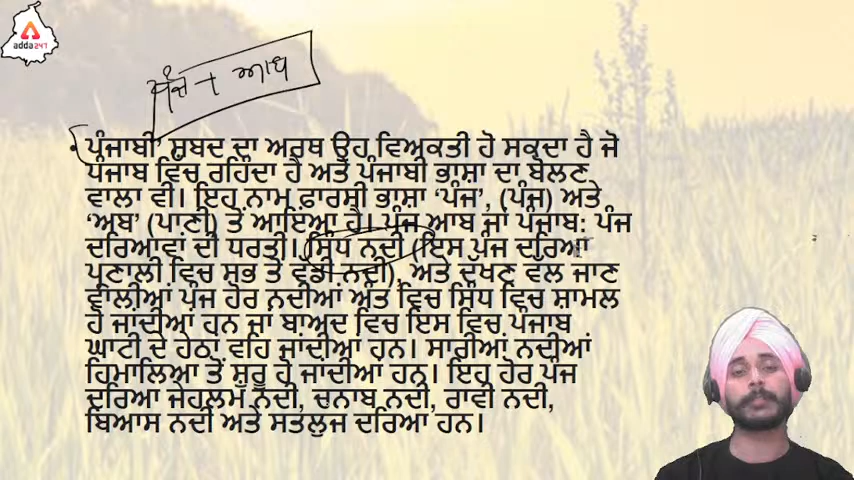 adda247
ਪੰਜ + ਆਬ
• ਪੰਜਾਬੀ' ਸ਼ਬਦ ਦਾ ਅਰਥ ਉਹ ਵਿਅਕਤੀ ਹੋ ਸਕਦਾ ਹੈ ਜੋ
ਪੰਜਾਬ ਵਿਚ ਰਹਿੰਦਾ ਹੈ ਅਤੇ ਪੰਜਾਬੀ ਭਾਸ਼ਾ ਦਾ ਬੋਲਣ
ਵਾਲਾ ਵੀ। ਇਹ ਨਾਮ ਫ਼ਾਰਸੀ ਭਾਸ਼ਾ 'ਪੰਜ', (ਪੰਜ) ਅਤੇ
'ਅਬ' (ਪਾਣੀ) ਤੋਂ ਆਇਆ ਹੈ। ਪੰਜ ਆਬ ਜਾਂ ਪੰਜਾਬ: ਪੰਜ
ਦਰਿਆਵਾਂ ਦੀ ਧਰਤੀ। (ਸਿੰਧ ਨਦੀ (ਇਸ ਪੰਜ ਦਰਿਆ
ਪ੍ਰਣਾਲੀ ਵਿਚ ਸਭ ਤੋਂ ਵੱਡੀ ਨਦੀ), ਅਤੇ ਦੱਖਣ ਵੱਲ ਜਾਣ
ਵਾਲੀਆਂ ਪੰਜ ਹੋਰ ਨਦੀਆਂ ਅੰਤ ਵਿਚ ਸਿੰਧ ਵਿਚ ਸ਼ਾਮਲ
ਹੋ ਜਾਂਦੀਆਂ ਹਨ ਜਾਂ ਬਾਅਦ ਵਿਚ ਇਸ ਵਿਚ ਪੰਜਾਬ
ਘਾਟੀ ਦੇ ਹੇਠਾਂ ਵਹਿ ਜਾਂਦੀਆਂ ਹਨ। ਸਾਰੀਆਂ ਨਦੀਆਂ
ਹਿਮਾਲਿਆ ਤੋਂ ਸ਼ੁਰੂ ਹੋ ਜਾਂਦੀਆਂ ਹਨ। ਇਹ ਹੋਰ ਪੰਜ
ਦਰਿਆ ਜੇਹਲਮ ਨਦੀ, ਚਨਾਬ ਨਦੀ, ਰਾਵੀ ਨਦੀ,
ਬਿਆਸ ਨਦੀ ਅਤੇ ਸਤਲੁਜ ਦਰਿਆ ਹਨ।